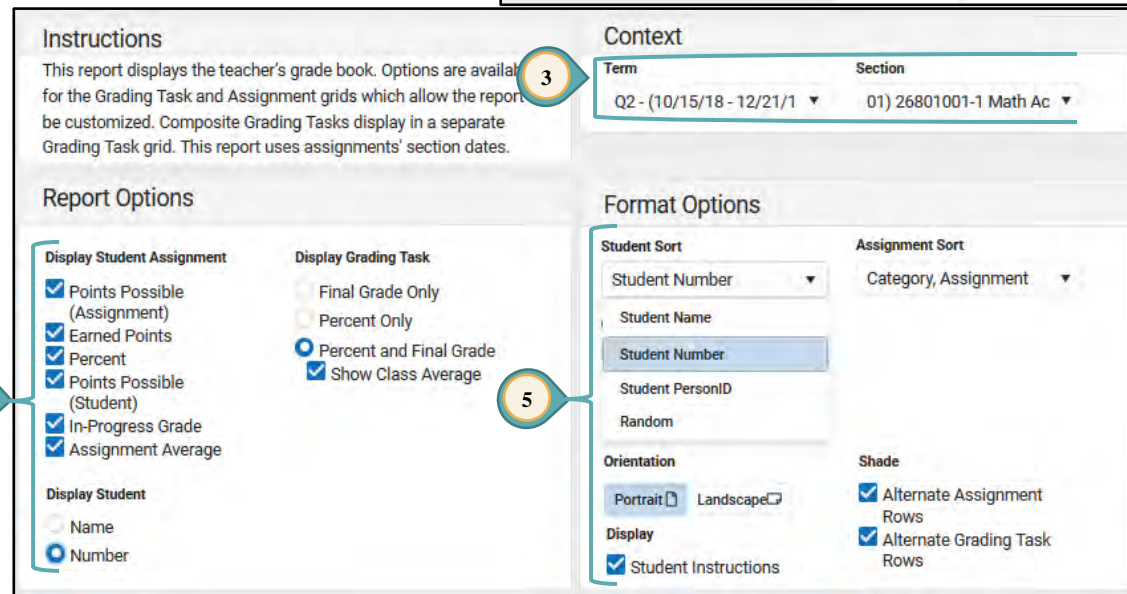 Instructions
This report displays the teacher's grade book. Options are availab
for the Grading Task and Assignment grids which allow the report
be customized. Composite Grading Tasks display in a separate
Grading Task grid. This report uses assignments' section dates.
Context
3
Term
Section
Q2 - (10/15/18 - 12/21/1
01) 26801001-1 Math Ac
Report Options
Display Student Assignment
Points Possible
(Assignment)
Earned Points
Percent
Points Possible
(Student)
In-Progress Grade
Assignment Average
Display Student
Name
Number
Display Grading Task
Final Grade Only
Percent Only
Percent and Final Grade
Show Class Average
Format Options
5
Student Sort
Student Number
Student Name
Student Number
Student PersonID
Random
Assignment Sort
Category, Assignment
Orientation
Portrait
Landscape
Display
Student Instructions
Shade
Alternate Assignment
Rows
Alternate Grading Task
Rows